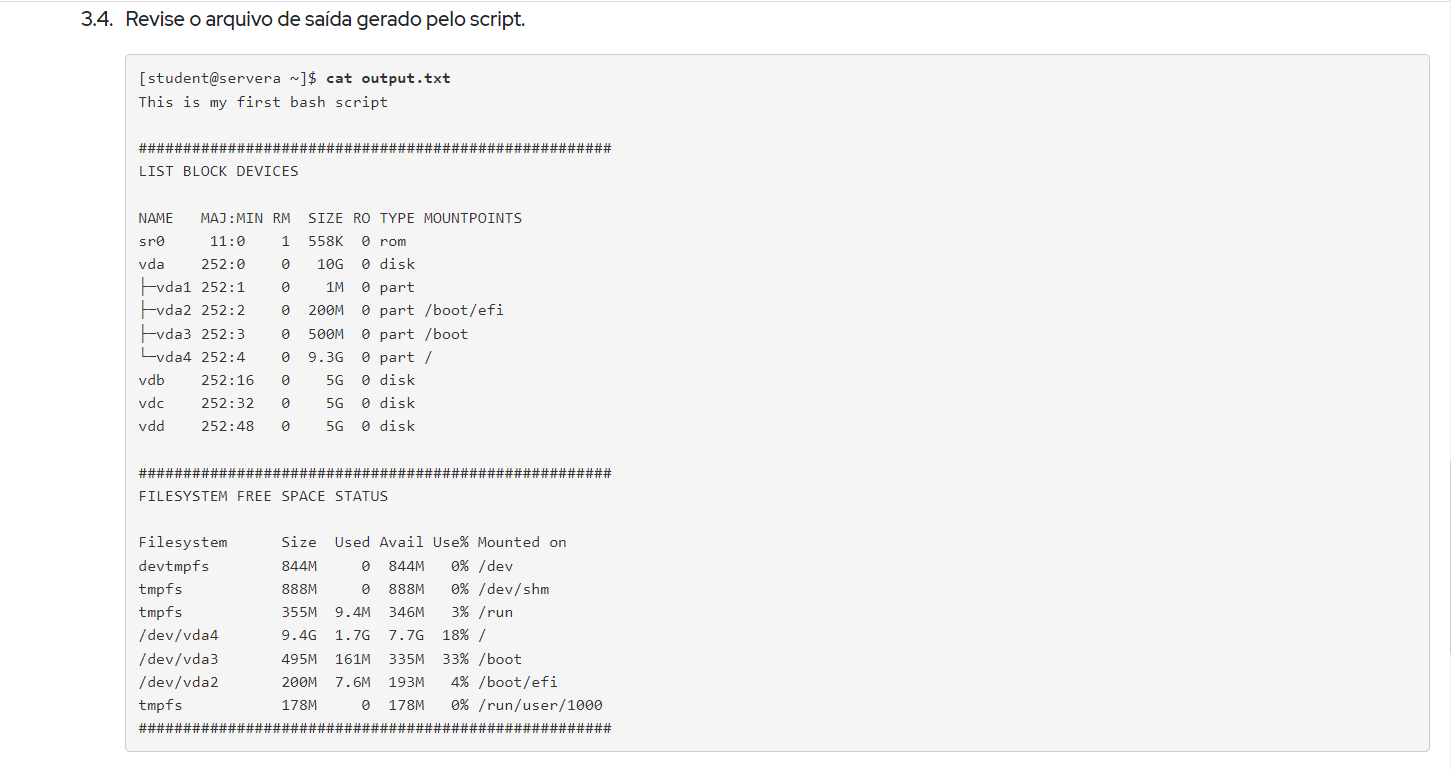 3.4. Revise o arquivo de saída gerado pelo script.
[student@servera ~]$ cat output.txt
This is my first bash script

#####################################################
LIST BLOCK DEVICES

NAME   MAJ:MIN RM  SIZE RO TYPE MOUNTPOINTS
sr0     11:0    1  558K  0 rom
vda    252:0    0   10G  0 disk
├─vda1 252:1    0    1M  0 part
├─vda2 252:2    0  200M  0 part /boot/efi
├─vda3 252:3    0  500M  0 part /boot
└─vda4 252:4    0  9.3G  0 part /
vdb    252:16   0    5G  0 disk
vdc    252:32   0    5G  0 disk
vdd    252:48   0    5G  0 disk

#####################################################
FILESYSTEM FREE SPACE STATUS

Filesystem      Size  Used Avail Use% Mounted on
devtmpfs        844M     0  844M   0% /dev
tmpfs           888M     0  888M   0% /dev/shm
tmpfs           355M  9.4M  346M   3% /run
/dev/vda4       9.4G  1.7G  7.7G  18% /
/dev/vda3       495M  161M  335M  33% /boot
/dev/vda2       200M  7.6M  193M   4% /boot/efi
tmpfs           178M     0  178M   0% /run/user/1000
#####################################################